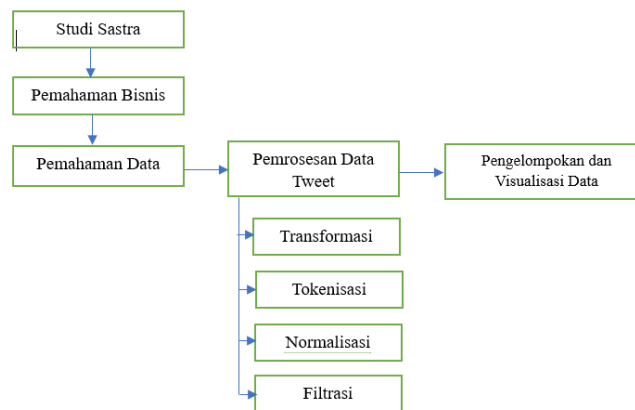 Studi Sastra
Pemahaman Bisnis
Pemahaman Data
Pemrosesan Data
Tweet
Pengelompokan dan
Visualisasi Data
Transformasi
Tokenisasi
Normalisasi
Filtrasi